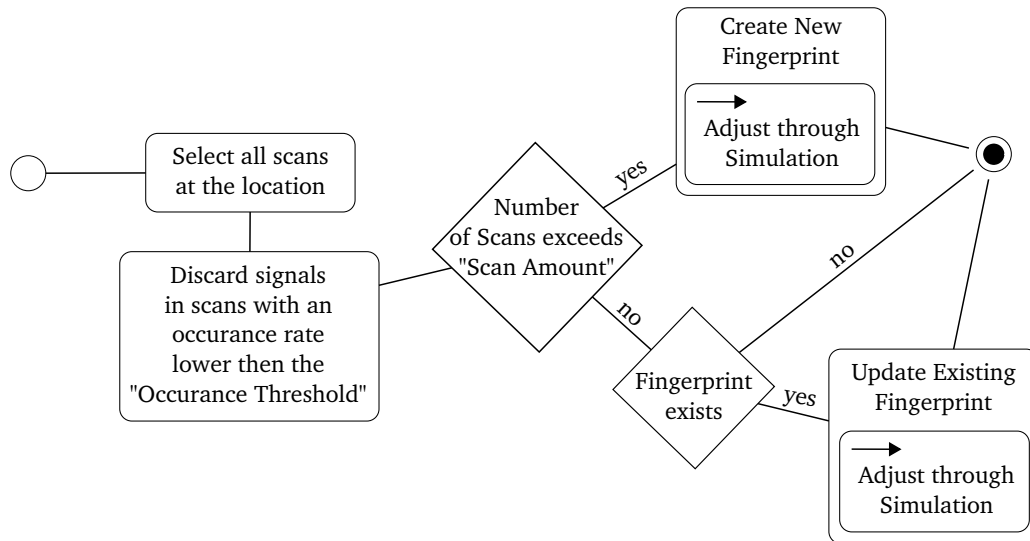 Select all scans
at the location
Discard signals
in scans with an
occurance rate
lower then the
"Occurance Threshold"
Number
of Scans exceeds
"Scan Amount"
yes
Create New
Fingerprint
Adjust through
Simulation
no
Fingerprint
exists
no
yes
Update Existing
Fingerprint
Adjust through
Simulation